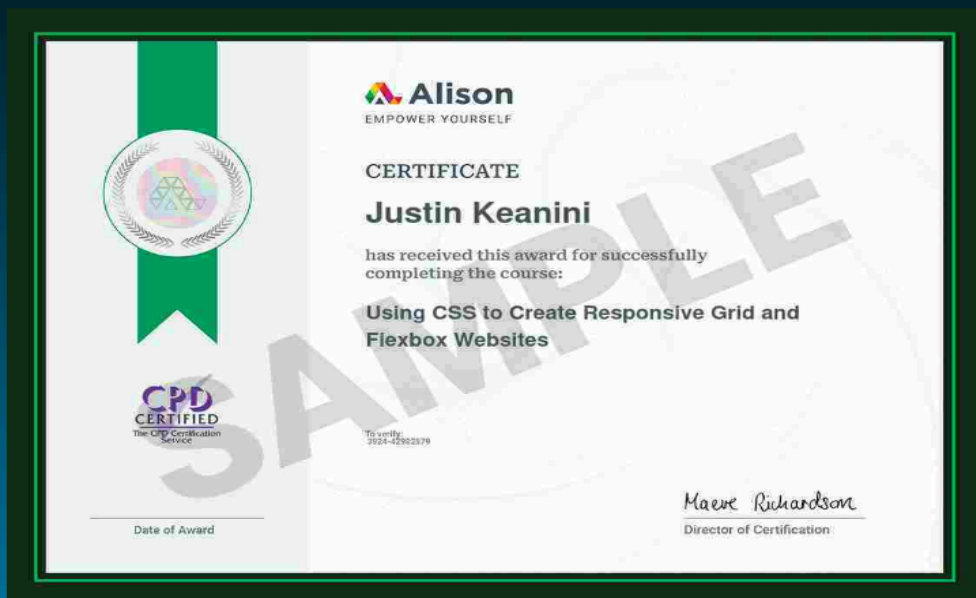 Alison
EMPOWER YOURSELF
CERTIFICATE
Justin Keanini
has received this award for successfully
completing the course:
Using CSS to Create Responsive Grid and
Flexbox Websites
SAMPLE
CPD
CERTIFIED
The CPD Certification
Service
To verify:
3924-42902579
Maeve Richardson
Date of Award
Director of Certification